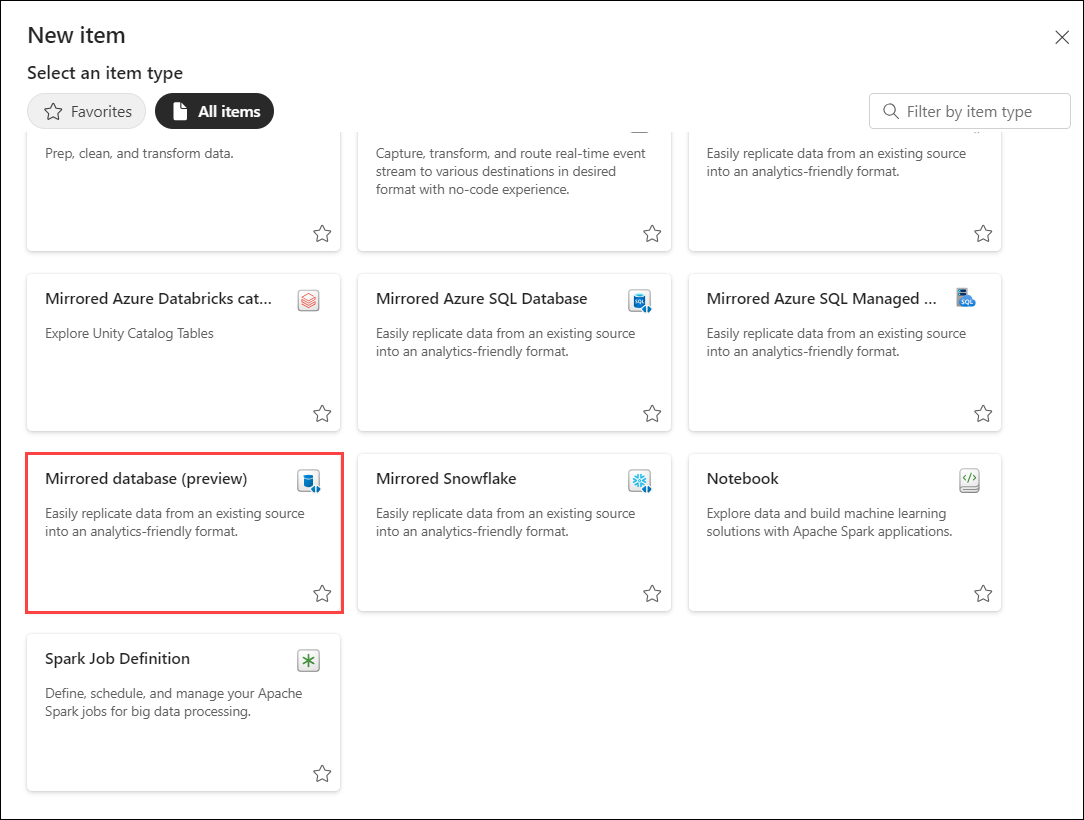 New item
Select an item type
Favorites
All items
Filter by item type
Prep, clean, and transform data.
Capture, transform, and route real-time event
stream to various destinations in desired
format with no-code experience.
Easily replicate data from an existing source
into an analytics-friendly format.
Mirrored Azure Databricks cat...
Explore Unity Catalog Tables
Mirrored Azure SQL Database
SQL
Easily replicate data from an existing source
into an analytics-friendly format.
Mirrored Azure SQL Managed ...
SQL
Easily replicate data from an existing source
into an analytics-friendly format.
Mirrored database (preview)
Easily replicate data from an existing source
into an analytics-friendly format.
Mirrored Snowflake
Easily replicate data from an existing source
into an analytics-friendly format.
Notebook
</>
Explore data and build machine learning
solutions with Apache Spark applications.
Spark Job Definition
Define, schedule, and manage your Apache
Spark jobs for big data processing.